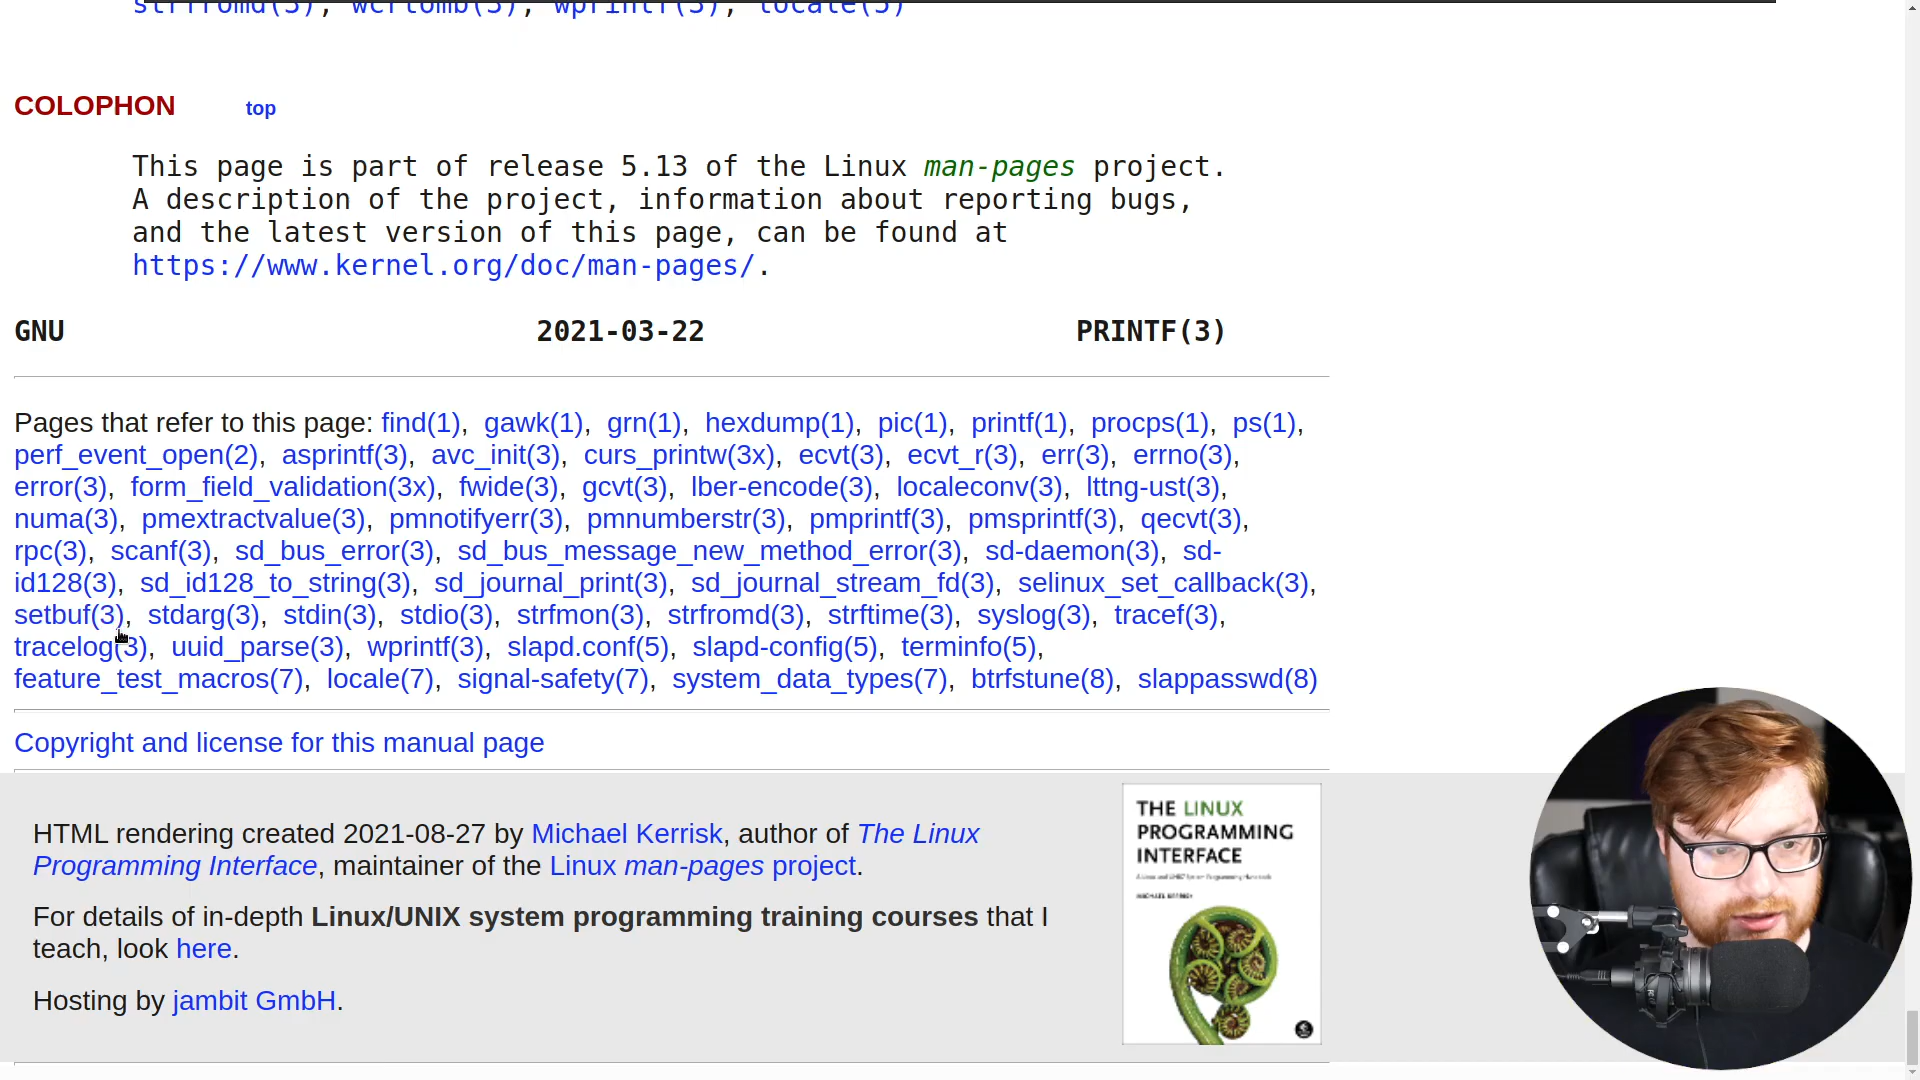 strfromd(3), wcrtomb(3), wprintf(3), locale(5)
COLOPHON top
This page is part of release 5.13 of the Linux man-pages project.
A description of the project, information about reporting bugs,
and the latest version of this page, can be found at
https://www.kernel.org/doc/man-pages/.
GNU 2021-03-22 PRINTF(3)
Pages that refer to this page: find(1), gawk(1), grn(1), hexdump(1), pic(1), printf(1), procps(1), ps(1),
perf_event_open(2), asprintf(3), avc_init(3), curs_printw(3x), ecvt(3), ecvt_r(3), err(3), errno(3),
error(3), form_field_validation(3x), fwide(3), gcvt(3), lber-encode(3), localeconv(3), lttng-ust(3),
numa(3), pmextractvalue(3), pmnotifyerr(3), pmnumberstr(3), pmprintf(3), pmsprintf(3), qecvt(3),
rpc(3), scanf(3), sd_bus_error(3), sd_bus_message_new_method_error(3), sd-daemon(3), sd-
id128(3), sd_id128_to_string(3), sd_journal_print(3), sd_journal_stream_fd(3), selinux_set_callback(3),
setbuf(3), stdarg(3), stdin(3), stdio(3), strfmon(3), strfromd(3), strftime(3), syslog(3), tracef(3),
tracelog(3), uuid_parse(3), wprintf(3), slapd.conf(5), slapd-config(5), terminfo(5),
feature_test_macros(7), locale(7), signal-safety(7), system_data_types(7), btrfstune(8), slappasswd(8)
Copyright and license for this manual page
HTML rendering created 2021-08-27 by Michael Kerrisk, author of The Linux
Programming Interface, maintainer of the Linux man-pages project.
For details of in-depth Linux/UNIX system programming training courses that I
teach, look here.
Hosting by jambit GmbH.
THE LINUX
PROGRAMMING
INTERFACE
MICHAEL KERRISK